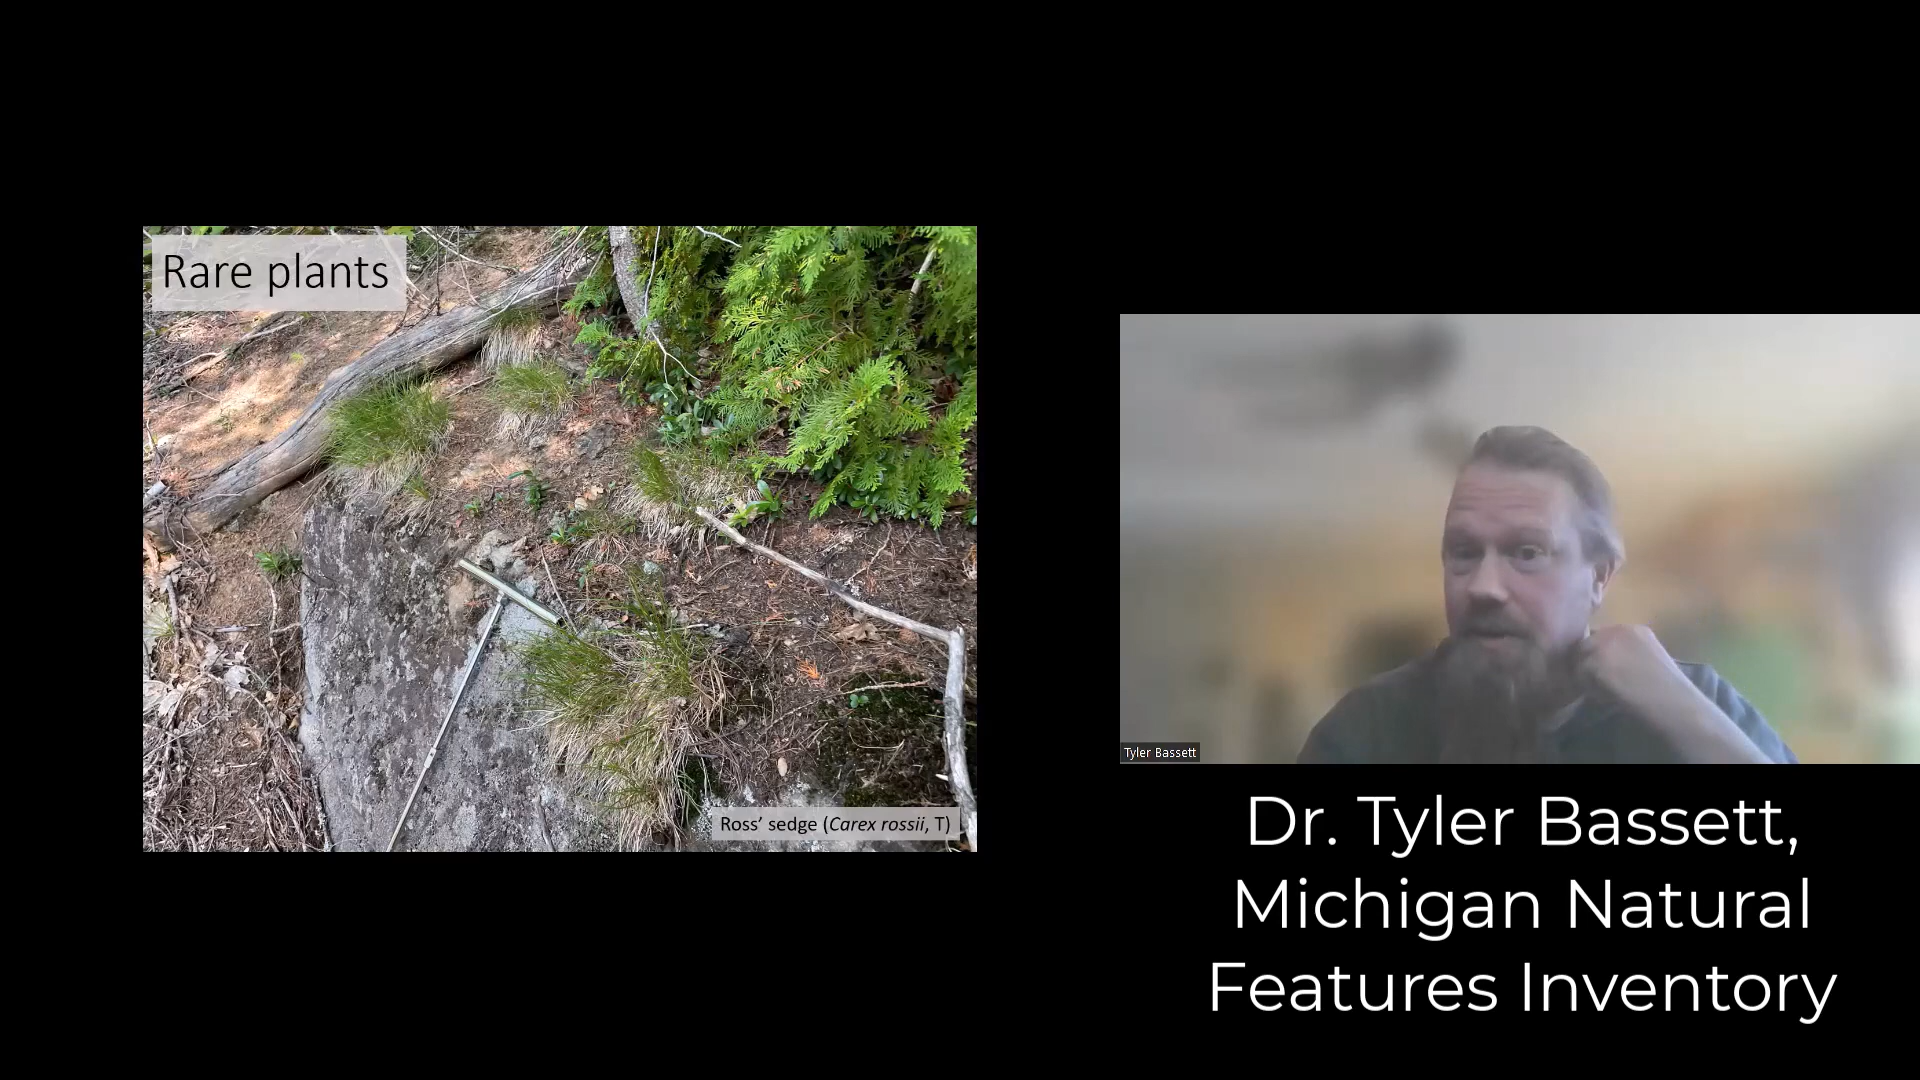 Rare plants
Ross’ sedge (Carex rossii, T)
Tyler Bassett
Dr. Tyler Bassett,
Michigan Natural
Features Inventory